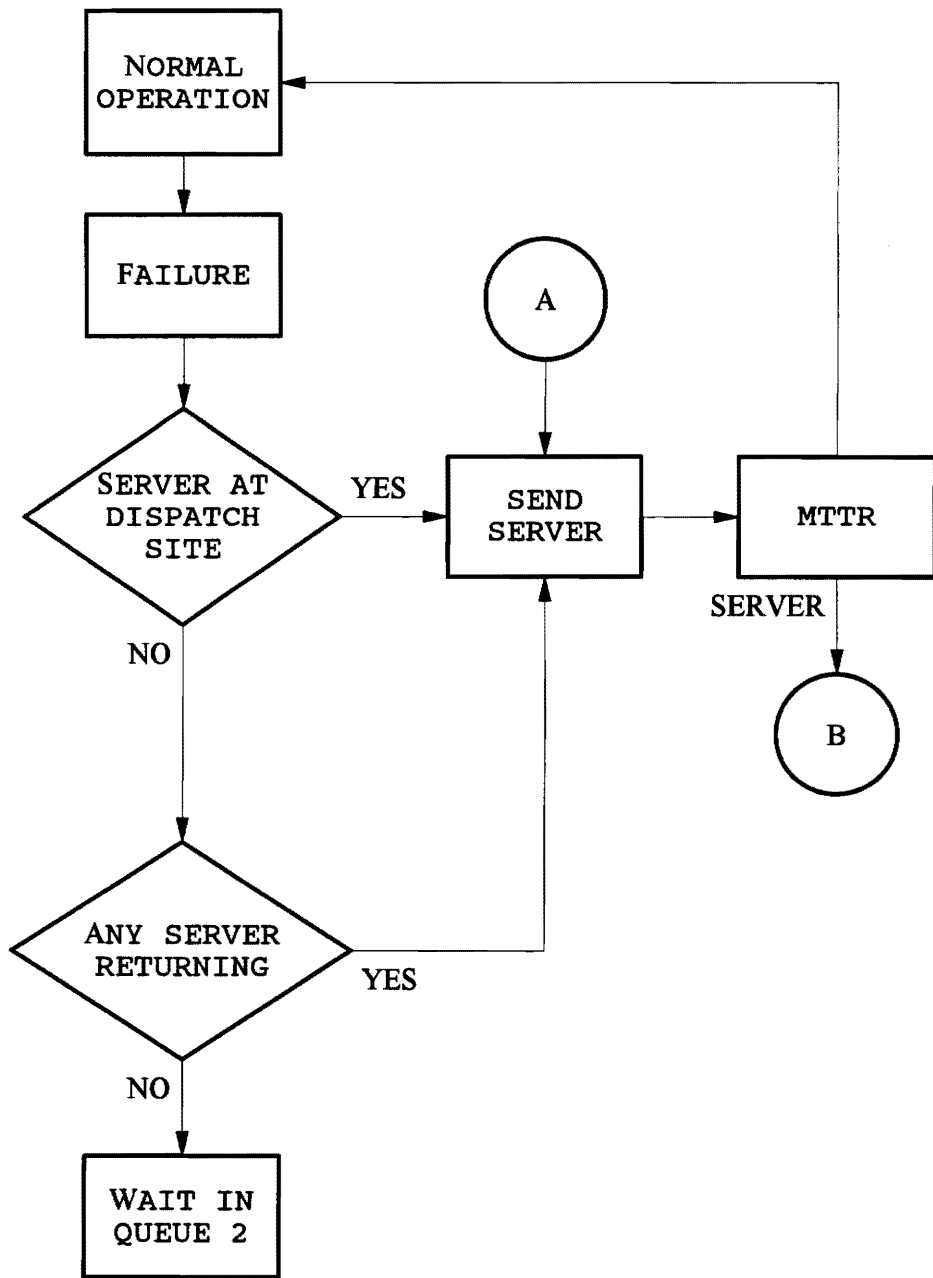 NORMAL
OPERATION
FAILURE
A
SERVER AT
DISPATCH
SITE
YES
SEND
SERVER
MTTR
SERVER
NO
B
ANY SERVER
RETURNING
YES
NO
WAIT IN
QUEUE 2